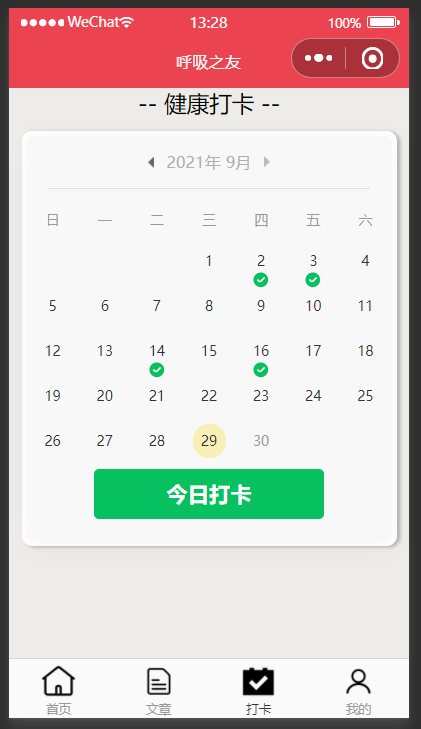 WeChat 13:28 100%
呼吸之友
-- 健康打卡 --
2021年 9月
日 一 二 三 四 五 六
1 2 3 4
5 6 7 8 9 10 11
12 13 14 15 16 17 18
19 20 21 22 23 24 25
26 27 28 29 30
今日打卡
首页 文章 打卡 我的